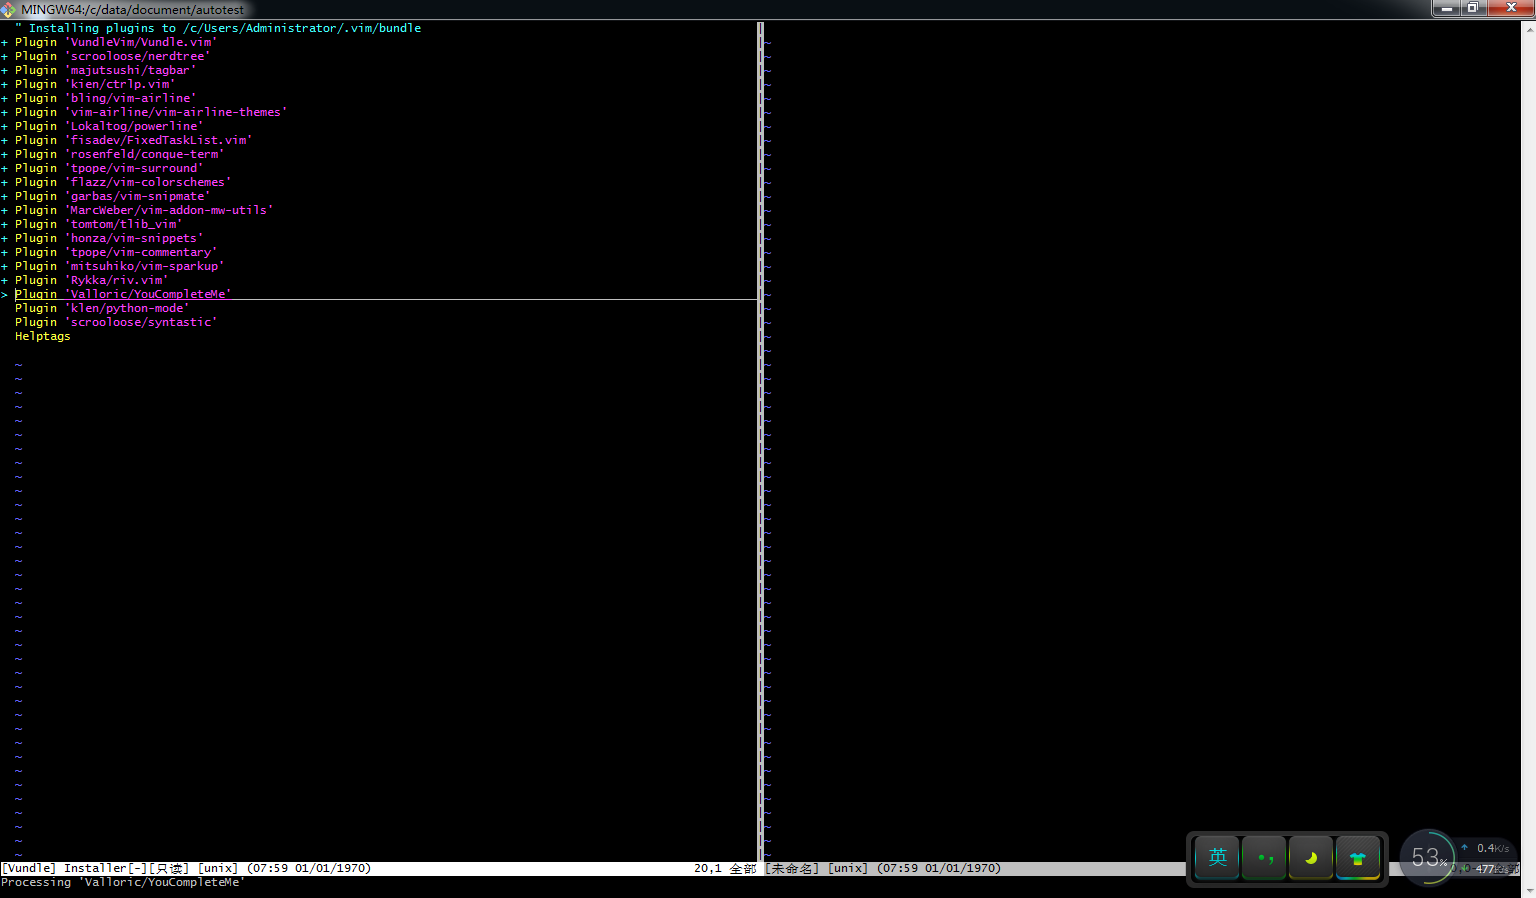 MINGW64:/c/data/document/autotest
" Installing plugins to /c/Users/Administrator/.vim/bundle
+ Plugin 'VundleVim/Vundle.vim'
+ Plugin 'scrooloose/nerdtree'
+ Plugin 'majutsushi/tagbar'
+ Plugin 'kien/ctrlp.vim'
+ Plugin 'bling/vim-airline'
+ Plugin 'vim-airline/vim-airline-themes'
+ Plugin 'Lokaltog/powerline'
+ Plugin 'fisadev/FixedTaskList.vim'
+ Plugin 'rosenfeld/conque-term'
+ Plugin 'tpope/vim-surround'
+ Plugin 'flazz/vim-colorschemes'
+ Plugin 'garbas/vim-snipmate'
+ Plugin 'MarcWeber/vim-addon-mw-utils'
+ Plugin 'tomtom/tlib_vim'
+ Plugin 'honza/vim-snippets'
+ Plugin 'tpope/vim-commentary'
+ Plugin 'mitsuhiko/vim-sparkup'
+ Plugin 'Rykka/riv.vim'
> Plugin 'Valloric/YouCompleteMe'
Plugin 'klen/python-mode'
Plugin 'scrooloose/syntastic'
Helptags
英
53%
0.4K/s
477K/s
[Vundle] Installer[-][只读] [unix] (07:59 01/01/1970) 20,1 全部 [未命名] [unix] (07:59 01/01/1970)
Processing 'Valloric/YouCompleteMe'